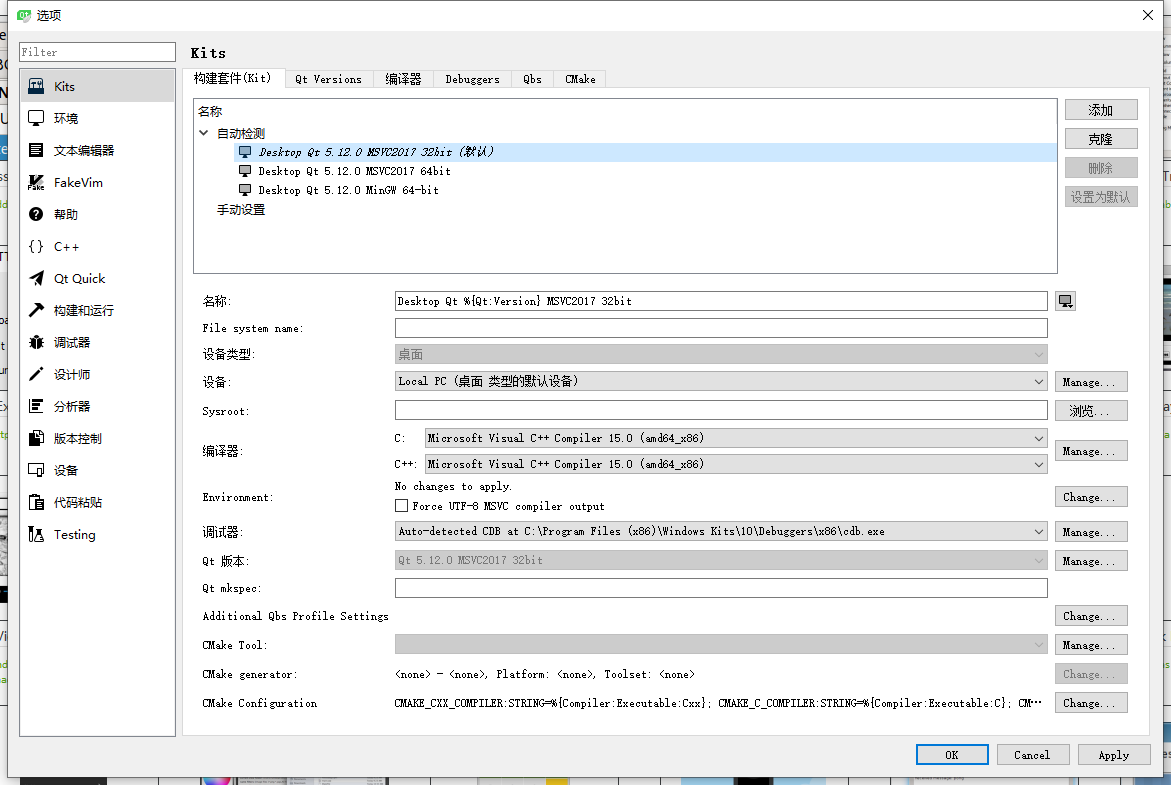 选项
Filter
Kits
环境
文本编辑器
FakeVim
帮助
C++
Qt Quick
构建和运行
调试器
设计师
分析器
版本控制
设备
代码粘贴
Testing
Kits
构建套件(Kit) Qt Versions 编译器 Debuggers Qbs CMake
名称
自动检测
Desktop Qt 5.12.0 MSVC2017 32bit (默认)
Desktop Qt 5.12.0 MSVC2017 64bit
Desktop Qt 5.12.0 MinGW 64-bit
手动设置
添加
克隆
删除
设置为默认
名称: Desktop Qt %{Qt:Version} MSVC2017 32bit
File system name:
设备类型: 桌面
设备: Local PC (桌面 类型的默认设备) Manage...
Sysroot: 浏览...
编译器: C: Microsoft Visual C++ Compiler 15.0 (amd64_x86)
C++: Microsoft Visual C++ Compiler 15.0 (amd64_x86) Manage...
Environment: No changes to apply. Change...
Force UTF-8 MSVC compiler output
调试器: Auto-detected CDB at C:\Program Files (x86)\Windows Kits\10\Debuggers\x86\cdb.exe Manage...
Qt 版本: Qt 5.12.0 MSVC2017 32bit Manage...
Qt mkspec:
Additional Qbs Profile Settings Change...
CMake Tool: Manage...
CMake generator: <none> - <none>, Platform: <none>, Toolset: <none> Change...
CMake Configuration CMAKE_CXX_COMPILER:STRING=%{Compiler:Executable:Cxx}; CMAKE_C_COMPILER:STRING=%{Compiler:Executable:C}; CM… Change...
OK Cancel Apply